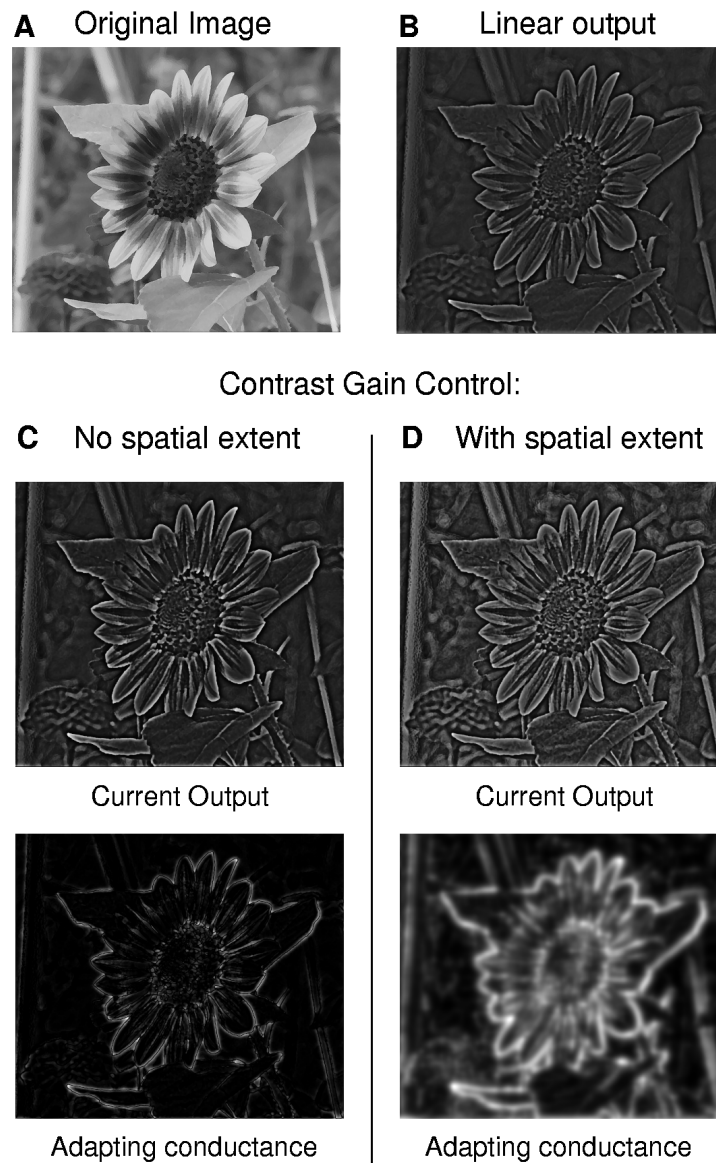 A Original Image
B Linear output
Contrast Gain Control:
C No spatial extent
D With spatial extent
Current Output
Current Output
Adapting conductance
Adapting conductance